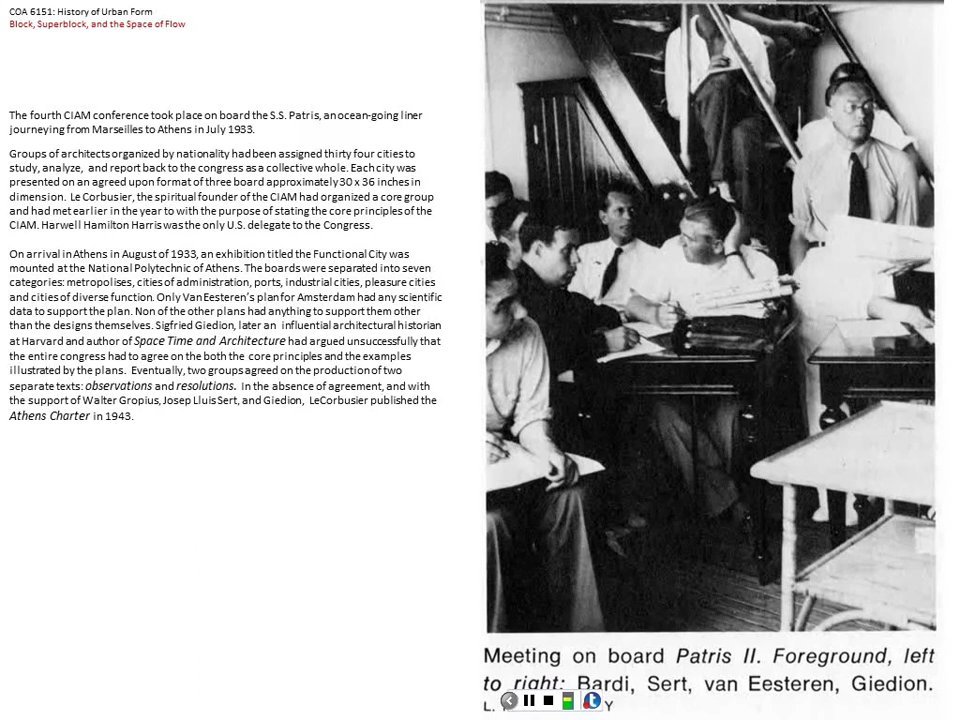 COA 6151: History of Urban Form
Block, Superblock, and the Space of Flow
The fourth CIAM conference took place on board the S.S. Patris, an ocean-going liner
journeying from Marseilles to Athens in July 1933.
Groups of architects organized by nationality had been assigned thirty four cities to
study, analyze, and report back to the congress as a collective whole. Each city was
presented on an agreed upon format of three board approximately 30 x 36 inches in
dimension. Le Corbusier, the spiritual founder of the CIAM had organized a core group
and had met earlier in the year to with the purpose of stating the core principles of the
CIAM. Harwell Hamilton Harris was the only U.S. delegate to the Congress.
On arrival in Athens in August of 1933, an exhibition titled the Functional City was
mounted at the National Polytechnic of Athens. The boards were separated into seven
categories: metropolises, cities of administration, ports, industrial cities, pleasure cities
and cities of diverse function. Only Van Eesteren's plan for Amsterdam had any scientific
data to support the plan. Non of the other plans had anything to support them other
than the designs themselves. Sigfried Giedion, later an influential architectural historian
at Harvard and author of Space Time and Architecture had argued unsuccessfully that
the entire congress had to agree on the both the core principles and the examples
illustrated by the plans. Eventually, two groups agreed on the production of two
separate texts: observations and resolutions. In the absence of agreement, and with
the support of Walter Gropius, Josep Lluis Sert, and Giedion, LeCorbusier published the
Athens Charter in 1943.
Meeting on board Patris II. Foreground, left
to right: Bardi, Sert, van Eesteren, Giedion.
L.